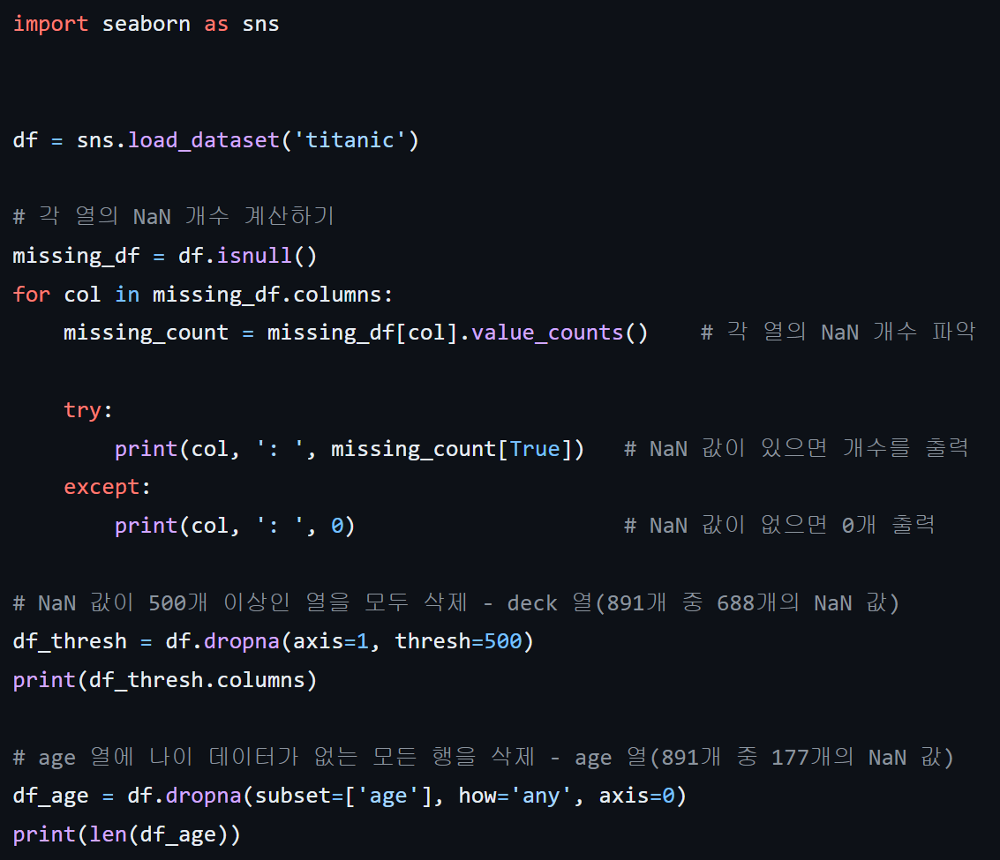 import seaborn as sns
df = sns.load_dataset('titanic')
# 각 열의 NaN 개수 계산하기
missing_df = df.isnull()
for col in missing_df.columns:
    missing_count = missing_df[col].value_counts()    # 각 열의 NaN 개수 파악
    try:
        print(col, ': ', missing_count[True])   # NaN 값이 있으면 개수를 출력
    except:
        print(col, ': ', 0)                     # NaN 값이 없으면 0개 출력
# NaN 값이 500개 이상인 열을 모두 삭제 - deck 열(891개 중 688개의 NaN 값)
df_thresh = df.dropna(axis=1, thresh=500)
print(df_thresh.columns)
# age 열에 나이 데이터가 없는 모든 행을 삭제 - age 열(891개 중 177개의 NaN 값)
df_age = df.dropna(subset=['age'], how='any', axis=0)
print(len(df_age))